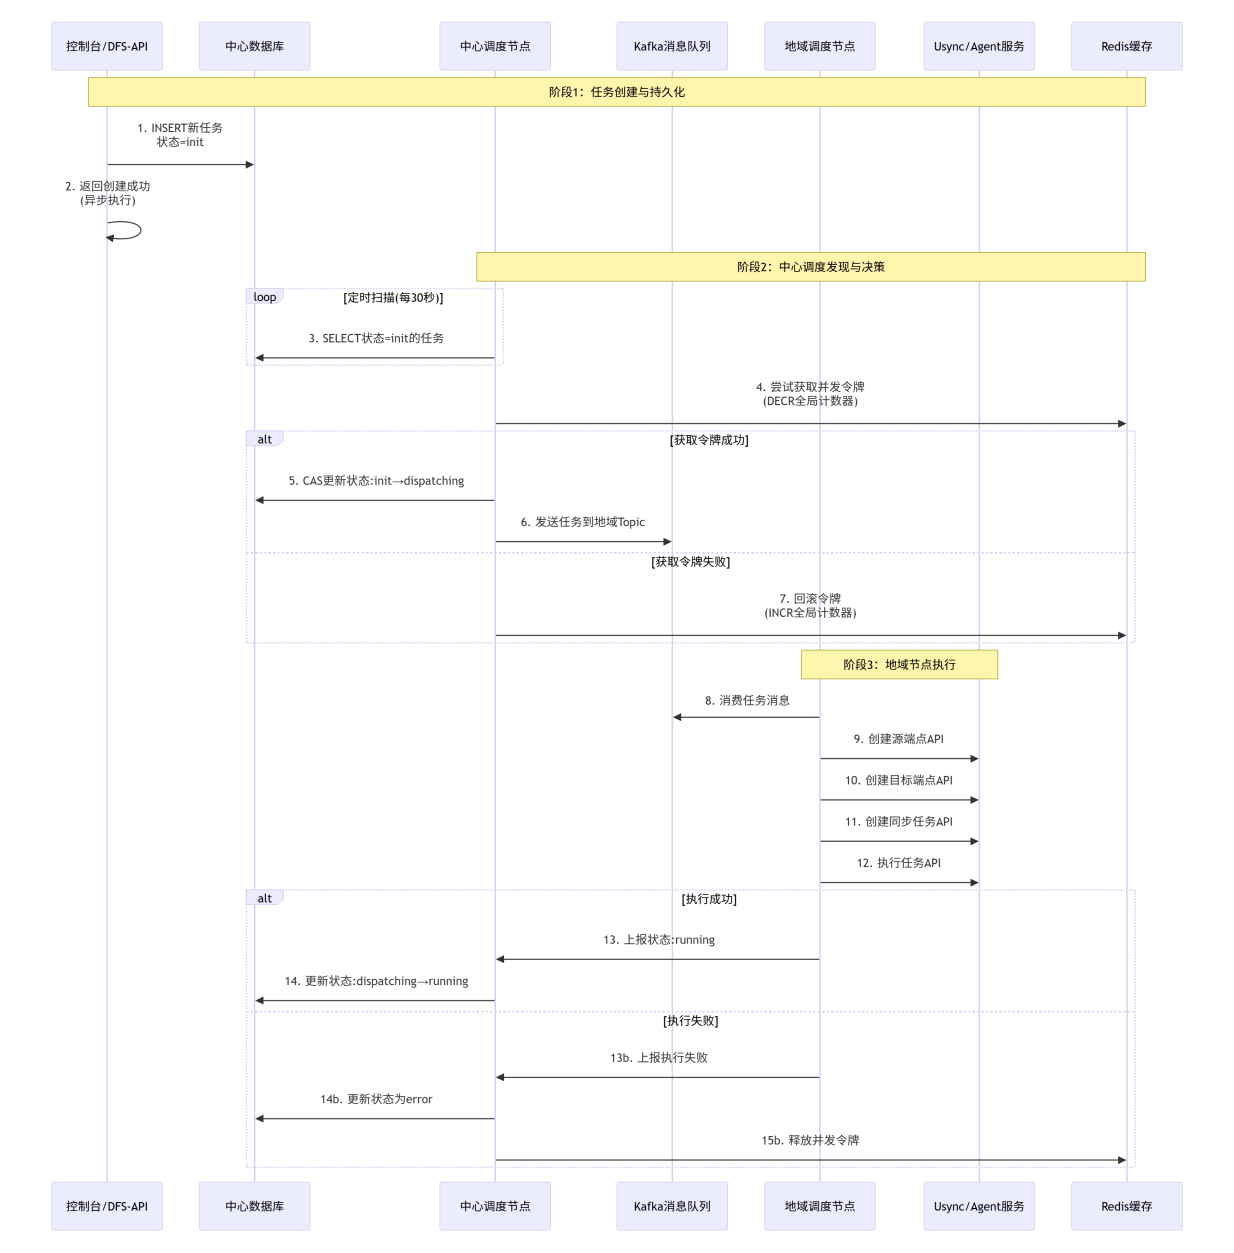 控制台/DFS-API
中心数据库
中心调度节点
Kafka消息队列
地域调度节点
Usync/Agent服务
Redis缓存
阶段1：任务创建与持久化
1. INSERT新任务
状态=init
2. 返回创建成功
(异步执行)
阶段2：中心调度发现与决策
loop
[定时扫描(每30秒)]
3. SELECT状态=init的任务
4. 尝试获取并发令牌
(DECR全局计数器)
alt
[获取令牌成功]
5. CAS更新状态:init→dispatching
6. 发送任务到地域Topic
[获取令牌失败]
7. 回滚令牌
(INCR全局计数器)
阶段3：地域节点执行
8. 消费任务消息
9. 创建源端点API
10. 创建目标端点API
11. 创建同步任务API
12. 执行任务API
alt
[执行成功]
13. 上报状态:running
14. 更新状态:dispatching→running
[执行失败]
13b. 上报执行失败
14b. 更新状态为error
15b. 释放并发令牌
控制台/DFS-API
中心数据库
中心调度节点
Kafka消息队列
地域调度节点
Usync/Agent服务
Redis缓存